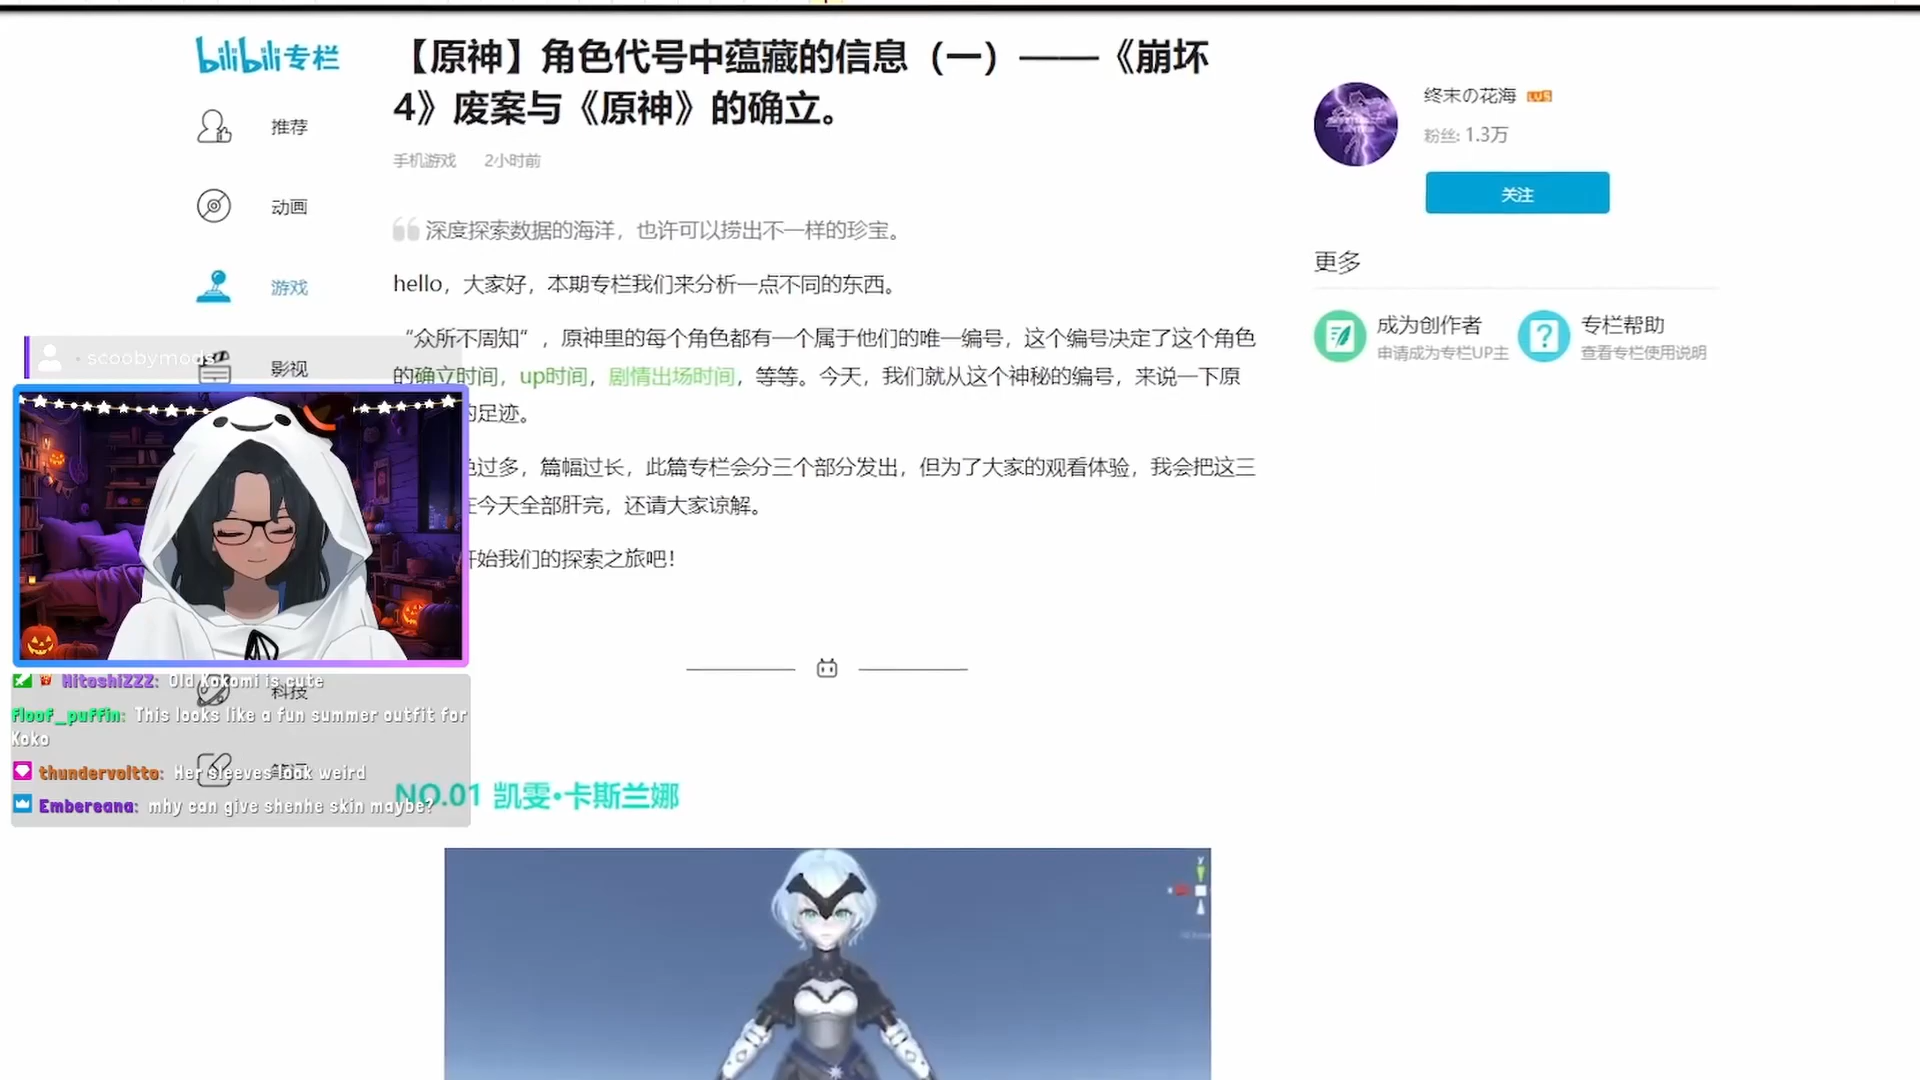 bilibili专栏
推荐
动画
游戏
影视
科技
笔记
【原神】角色代号中蕴藏的信息（一）——《崩坏
4》废案与《原神》的确立。
手机游戏 2小时前
深度探索数据的海洋，也许可以捞出不一样的珍宝。
hello，大家好，本期专栏我们来分析一点不同的东西。
“众所不周知“，原神里的每个角色都有一个属于他们的唯一编号，这个编号决定了这个角色
的确立时间，up时间，剧情出场时间，等等。今天，我们就从这个神秘的编号，来说一下原
的足迹。
过多，篇幅过长，此篇专栏会分三个部分发出，但为了大家的观看体验，我会把这三
在今天全部肝完，还请大家谅解。
开始我们的探索之旅吧！
NO.01 凯雯•卡斯兰娜
终末の花海 LV5
粉丝: 1.3万
关注
更多
成为创作者
申请成为专栏UP主
专栏帮助
查看专栏使用说明
scoobymods
HitoshiZZZ: Old Kokomi is cute
floof_puffin: This looks like a fun summer outfit for
Koko
thundervoltto: Her sleeves look weird
Embereana: mhy can give shenhe skin maybe?
y